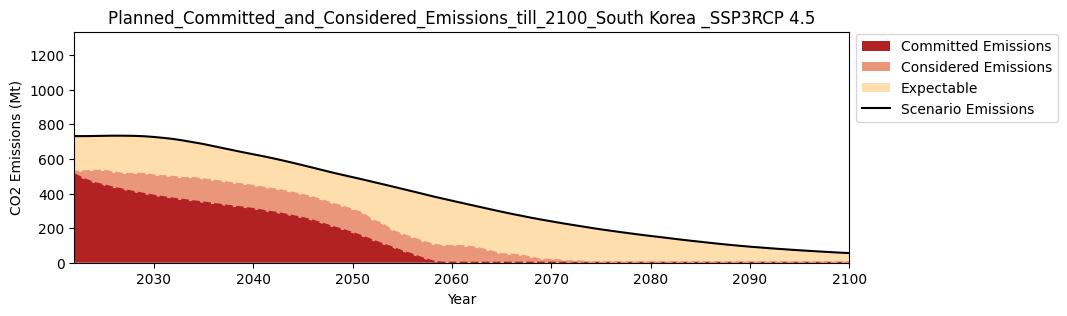 Planned_Committed_and_Considered_Emissions_till_2100_South Korea _SSP3RCP 4.5
CO2 Emissions (Mt)
1200
1000
800
600
400
200
0
2030
2040
2050
2060
2070
2080
2090
2100
Year
Committed Emissions
Considered Emissions
Expectable
Scenario Emissions